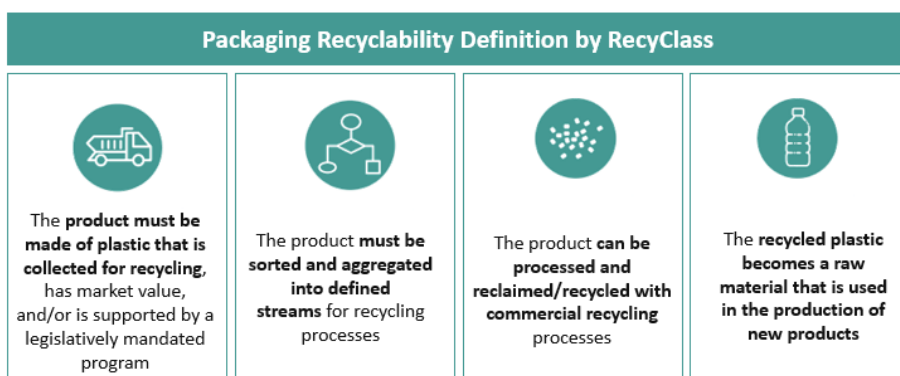 Packaging Recyclability Definition by RecyClass
The product must be
made of plastic that is
collected for recycling,
has market value,
and/or is supported by a
legislatively mandated
program
The product must be
sorted and aggregated
into defined
streams for recycling
processes
The product can be
processed and
reclaimed/recycled with
commercial recycling
processes
The recycled plastic
becomes a raw
material that is used
in the production of
new products